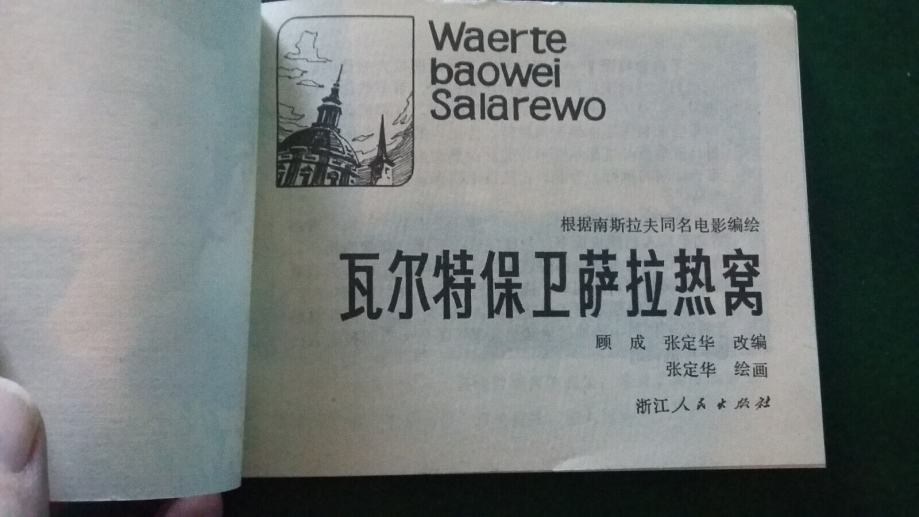 Waerte
baowei
Salarewo
根据南斯拉夫同名电影编绘
瓦尔特保卫萨拉热窝
顾 成 张定华 改编
张定华 绘画
浙江人民出版社